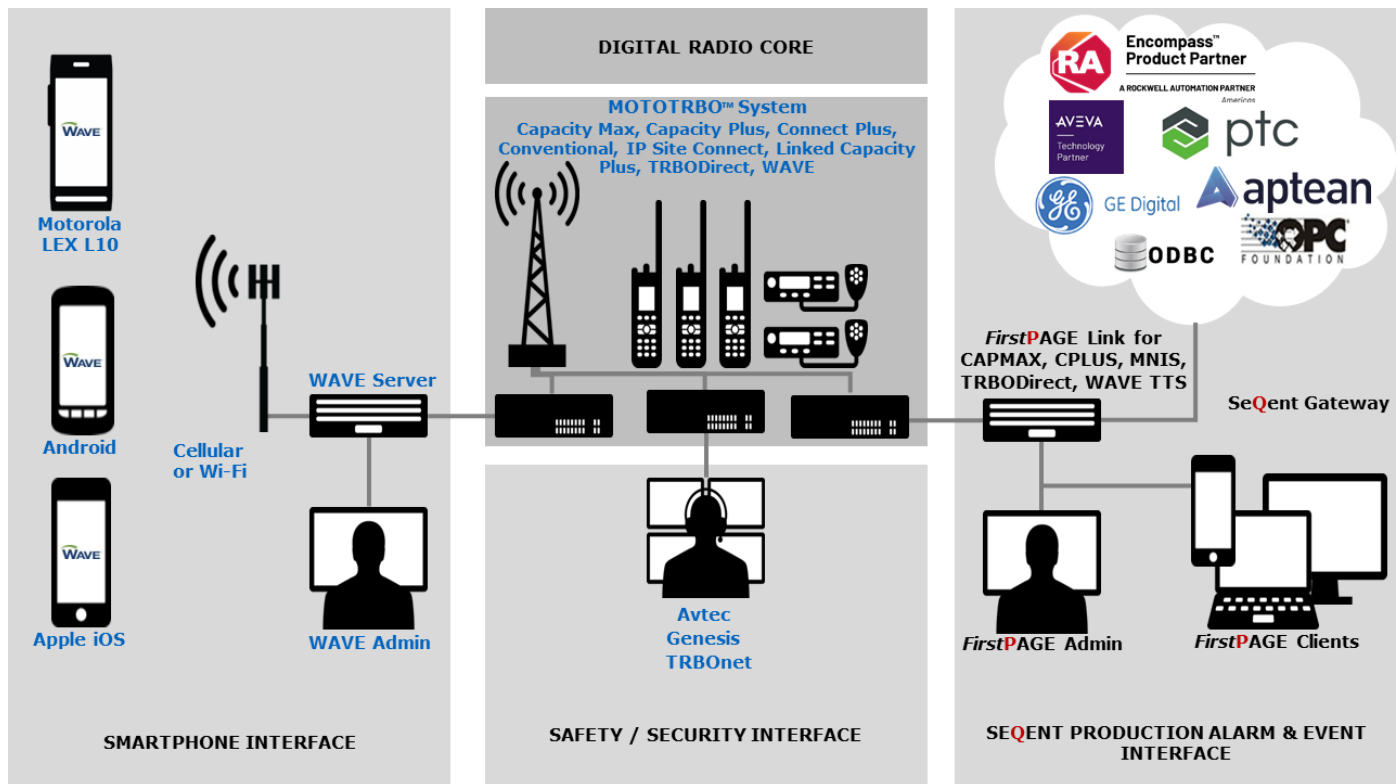 WAVE
Motorola
LEX L10
WAVE
Android
WAVE
Apple iOS
Cellular
or Wi-Fi
WAVE Server
WAVE Admin
SMARTPHONE INTERFACE
DIGITAL RADIO CORE
MOTOTRBO™ System
Capacity Max, Capacity Plus, Connect Plus,
Conventional, IP Site Connect, Linked Capacity
Plus, TRBODirect, WAVE
Avtec
Genesis
TRBOnet
SAFETY / SECURITY INTERFACE
RA
Encompass™
Product Partner
A ROCKWELL AUTOMATION PARTNER
Americas
AVEVA
Technology
Partner
ptc
GE Digital
aptean
ODBC
OPC
FOUNDATION
FirstPAGE Link for
CAPMAX, CPLUS, MNIS,
TRBODirect, WAVE TTS
SeQent Gateway
FirstPAGE Admin
FirstPAGE Clients
SEQENT PRODUCTION ALARM & EVENT
INTERFACE